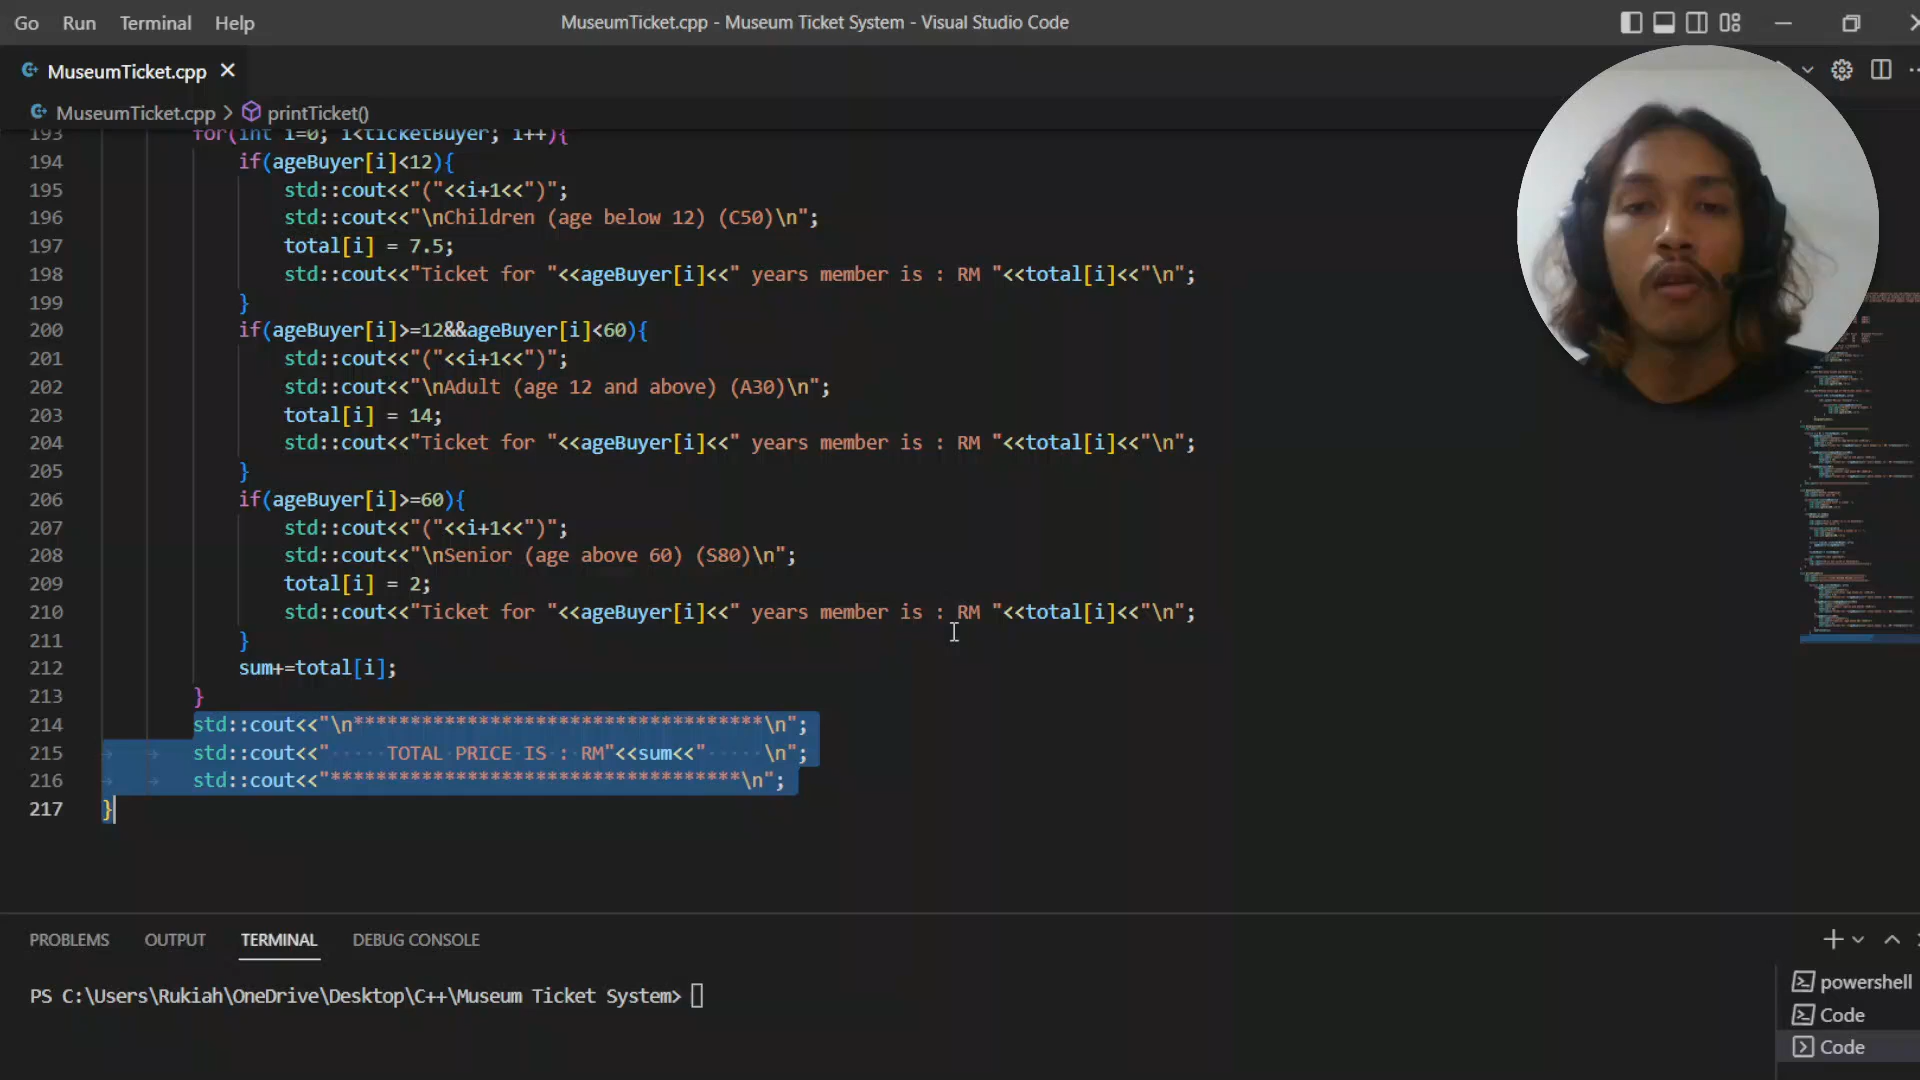 Go Run Terminal Help MuseumTicket.cpp - Museum Ticket System - Visual Studio Code
MuseumTicket.cpp
MuseumTicket.cpp > printTicket()
193 for(int i=0; i<ticketBuyer; i++){
194 if(ageBuyer[i]<12){
195 std::cout<<"("<<i+1<<")";
196 std::cout<<"\nChildren (age below 12) (C50)\n";
197 total[i] = 7.5;
198 std::cout<<"Ticket for "<<ageBuyer[i]<<" years member is : RM "<<total[i]<<"\n";
199 }
200 if(ageBuyer[i]>=12&&ageBuyer[i]<60){
201 std::cout<<"("<<i+1<<")";
202 std::cout<<"\nAdult (age 12 and above) (A30)\n";
203 total[i] = 14;
204 std::cout<<"Ticket for "<<ageBuyer[i]<<" years member is : RM "<<total[i]<<"\n";
205 }
206 if(ageBuyer[i]>=60){
207 std::cout<<"("<<i+1<<")";
208 std::cout<<"\nSenior (age above 60) (S80)\n";
209 total[i] = 2;
210 std::cout<<"Ticket for "<<ageBuyer[i]<<" years member is : RM "<<total[i]<<"\n";
211 }
212 sum+=total[i];
213 }
214 std::cout<<"\n************************************\n";
215 std::cout<<" ····· TOTAL PRICE IS : RM"<<sum<<" ····· \n";
216 std::cout<<"************************************\n";
217 }
PROBLEMS OUTPUT TERMINAL DEBUG CONSOLE
PS C:\Users\Rukiah\OneDrive\Desktop\C++\Museum Ticket System>
powershell
Code
Code